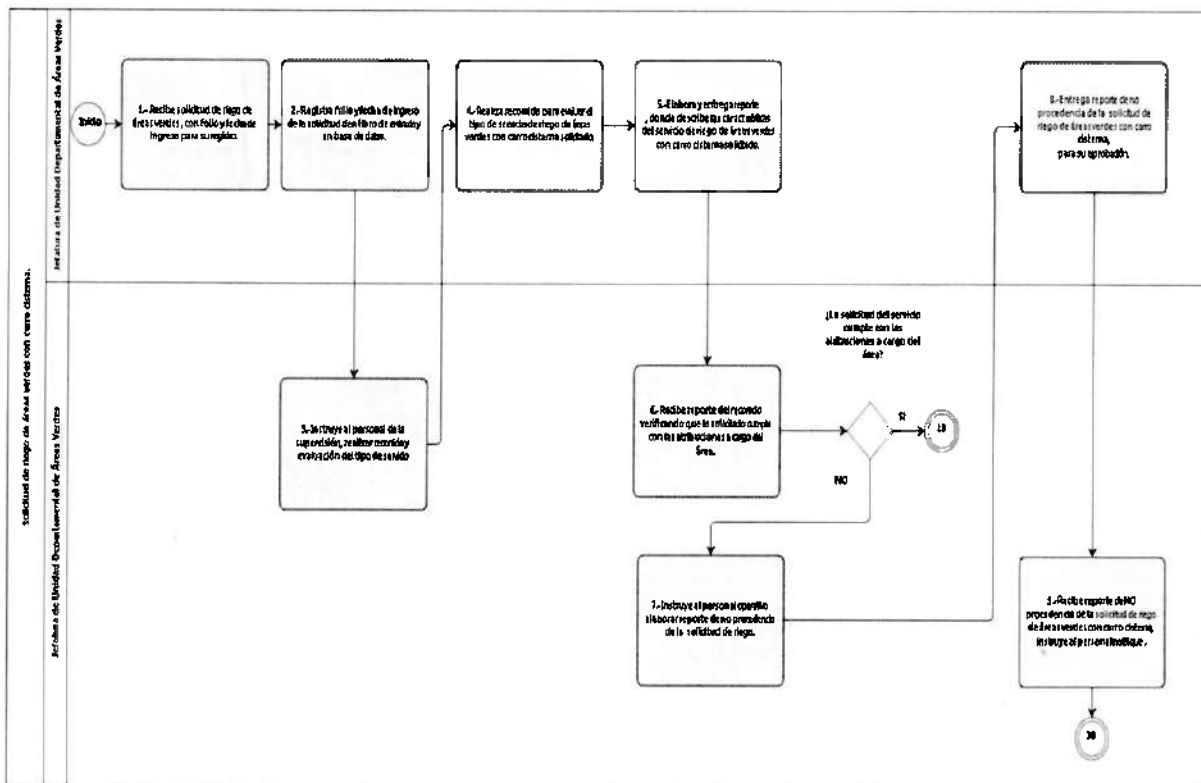 Solicitud de riego de áreas verdes con carro cisterna.
Jefatura de Unidad Departamental de Áreas Verdes
Inicio
1.- Recibe solicitud de riego de
áreas verdes, con folio y fecha de
ingreso para su registro.
2.- Registra folio y fecha de ingreso
de la solicitud en libro de entrada y
en base de datos.
4.- Realiza recorrido para evaluar el
tipo de servicio de riego de áreas
verdes con carro cisterna solicitado.
5.- Elabora y entrega reporte
donde describe las características
del servicio de riego de áreas verdes
con carro cisterna solicitado.
8.- Entrega reporte de no
procedencia de la solicitud de
riego de áreas verdes con carro
cisterna,
para su aprobación.
Jefatura de Unidad Departamental de Áreas Verdes
3.- Instruye al personal de la
supervisión, realizar recorrido y
evaluación del tipo de servicio
6.- Recibe reporte del recorrido
verificando que lo solicitado cumpla
con las atribuciones a cargo del
área.
¿La solicitud del servicio
cumple con las
atribuciones a cargo del
área?
SI
10
NO
7.- Instruye al personal operativo
elaborar reporte de no procedencia
de la solicitud de riego.
9.- Recibe reporte de NO
procedencia de la solicitud de riego
de áreas verdes con carro cisterna,
instruye al personal notifique.